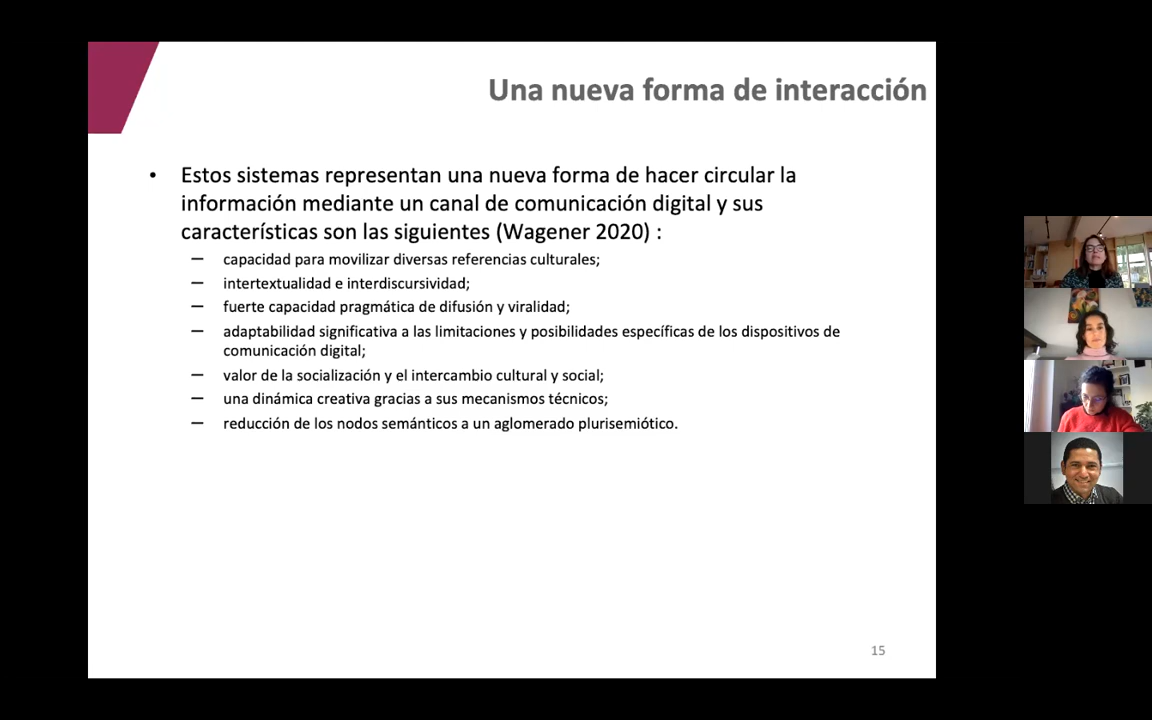 Una nueva forma de interacción
• Estos sistemas representan una nueva forma de hacer circular la
información mediante un canal de comunicación digital y sus
características son las siguientes (Wagener 2020) :
– capacidad para movilizar diversas referencias culturales;
– intertextualidad e interdiscursividad;
– fuerte capacidad pragmática de difusión y viralidad;
– adaptabilidad significativa a las limitaciones y posibilidades específicas de los dispositivos de
comunicación digital;
– valor de la socialización y el intercambio cultural y social;
– una dinámica creativa gracias a sus mecanismos técnicos;
– reducción de los nodos semánticos a un aglomerado plurisemiótico.
15